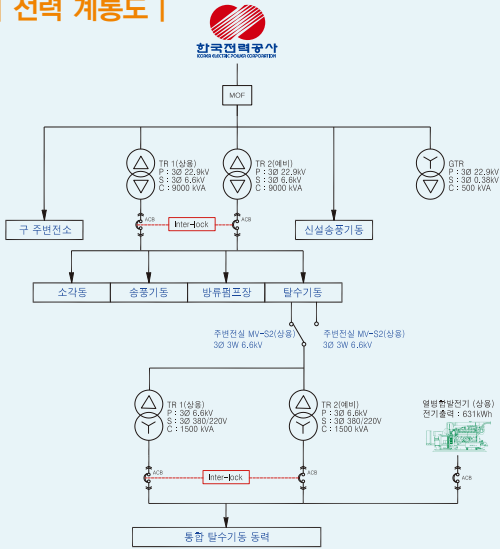 전력 계통도 |
한국전력공사
KOREA ELECTRIC POWER CORPORATION
MOF
TR 1(상용)
P : 3Ø 22.9kV
S : 3Ø 6.6kV
C : 9000 kVA
TR 2(예비)
P : 3Ø 22.9kV
S : 3Ø 6.6kV
C : 9000 kVA
GTR
P : 3Ø 22.9kV
S : 3Ø 0.38kV
C : 500 kVA
ACB
Inter-lock
ACB
구 주변전소
신설송풍기동
소각동
송풍기동
방류펌프장
탈수기동
주변전실 MV-S2(상용)
3Ø 3W 6.6kV
주변전실 MV-S2(상용)
3Ø 3W 6.6kV
TR 1(상용)
P : 3Ø 6.6kV
S : 3Ø 380/220V
C : 1500 kVA
TR 2(예비)
P : 3Ø 6.6kV
S : 3Ø 380/220V
C : 1500 kVA
열병합발전기 (상용)
전기출력 : 631kWh
ACB
Inter-lock
ACB
ACB
통합 탈수기동 동력